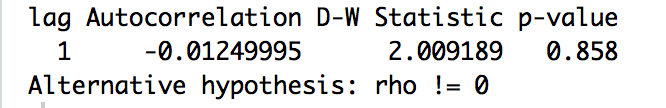 lag Autocorrelation D-W Statistic p-value
1 -0.01249995 2.009189 0.858
Alternative hypothesis: rho != 0